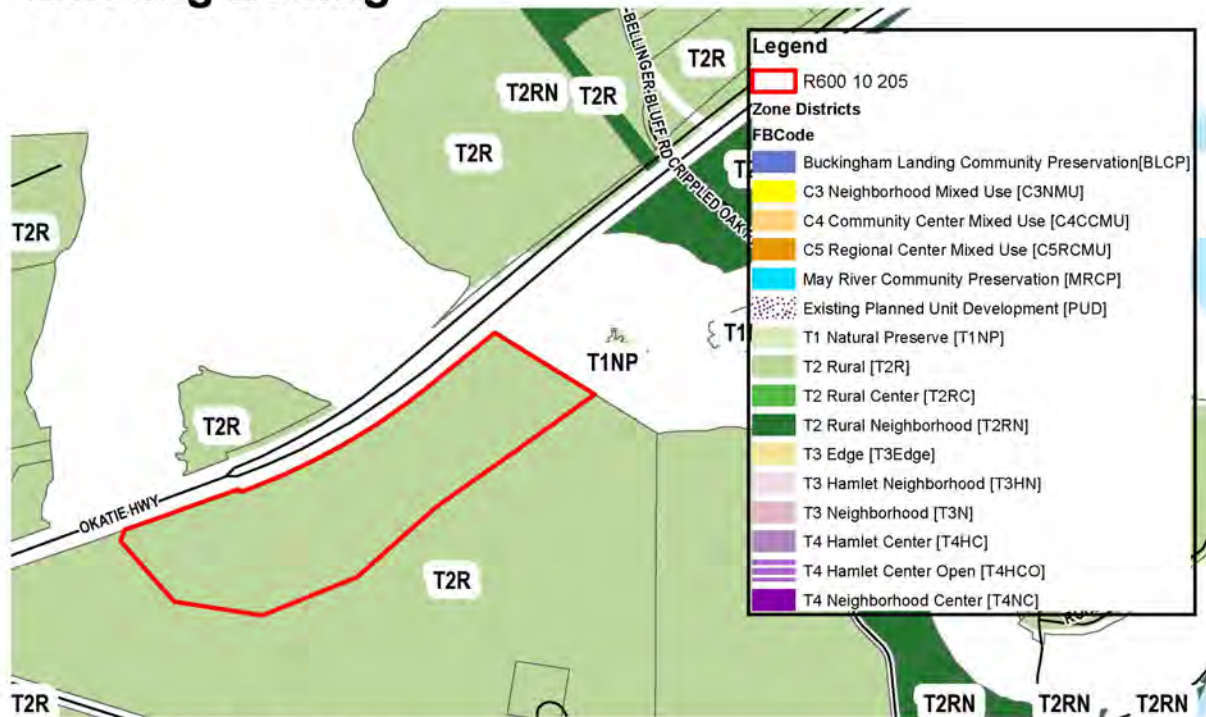 Legend
R600 10 205
Zone Districts
FBCode
Buckingham Landing Community Preservation[BLCP]
C3 Neighborhood Mixed Use [C3NMU]
C4 Community Center Mixed Use [C4CCMU]
C5 Regional Center Mixed Use [C5RCMU]
May River Community Preservation [MRCP]
Existing Planned Unit Development [PUD]
T1 Natural Preserve [T1NP]
T2 Rural [T2R]
T2 Rural Center [T2RC]
T2 Rural Neighborhood [T2RN]
T3 Edge [T3Edge]
T3 Hamlet Neighborhood [T3HN]
T3 Neighborhood [T3N]
T4 Hamlet Center [T4HC]
T4 Hamlet Center Open [T4HCO]
T4 Neighborhood Center [T4NC]
T2R
T2RN
T2R
T2R
BELLINGER-BLUFF-RD
CRIPPLED OAK
T2R
T1NP
T2R
OKATIE-HWY
T2R
T2R
T2RN
T2RN
T2RN